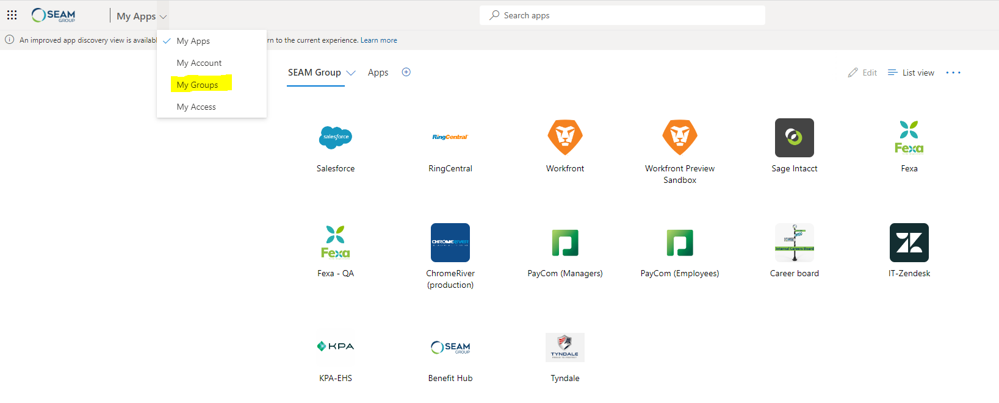 SEAM
GROUP
My Apps
Search apps
An improved app discovery view is availabl
rn to the current experience. Learn more
My Apps
My Account
My Groups
My Access
SEAM Group
Apps
Edit
List view
salesforce
RingCentral
Fexa
Salesforce
RingCentral
Workfront
Workfront Preview
Sandbox
Sage Intacct
Fexa
Fexa
CHROMERIVER
Internal Careers Board
Fexa - QA
ChromeRiver
(production)
PayCom (Managers)
PayCom (Employees)
Career board
IT-Zendesk
KPA
SEAM
GROUP
TYNDALE
KPA-EHS
Benefit Hub
Tyndale